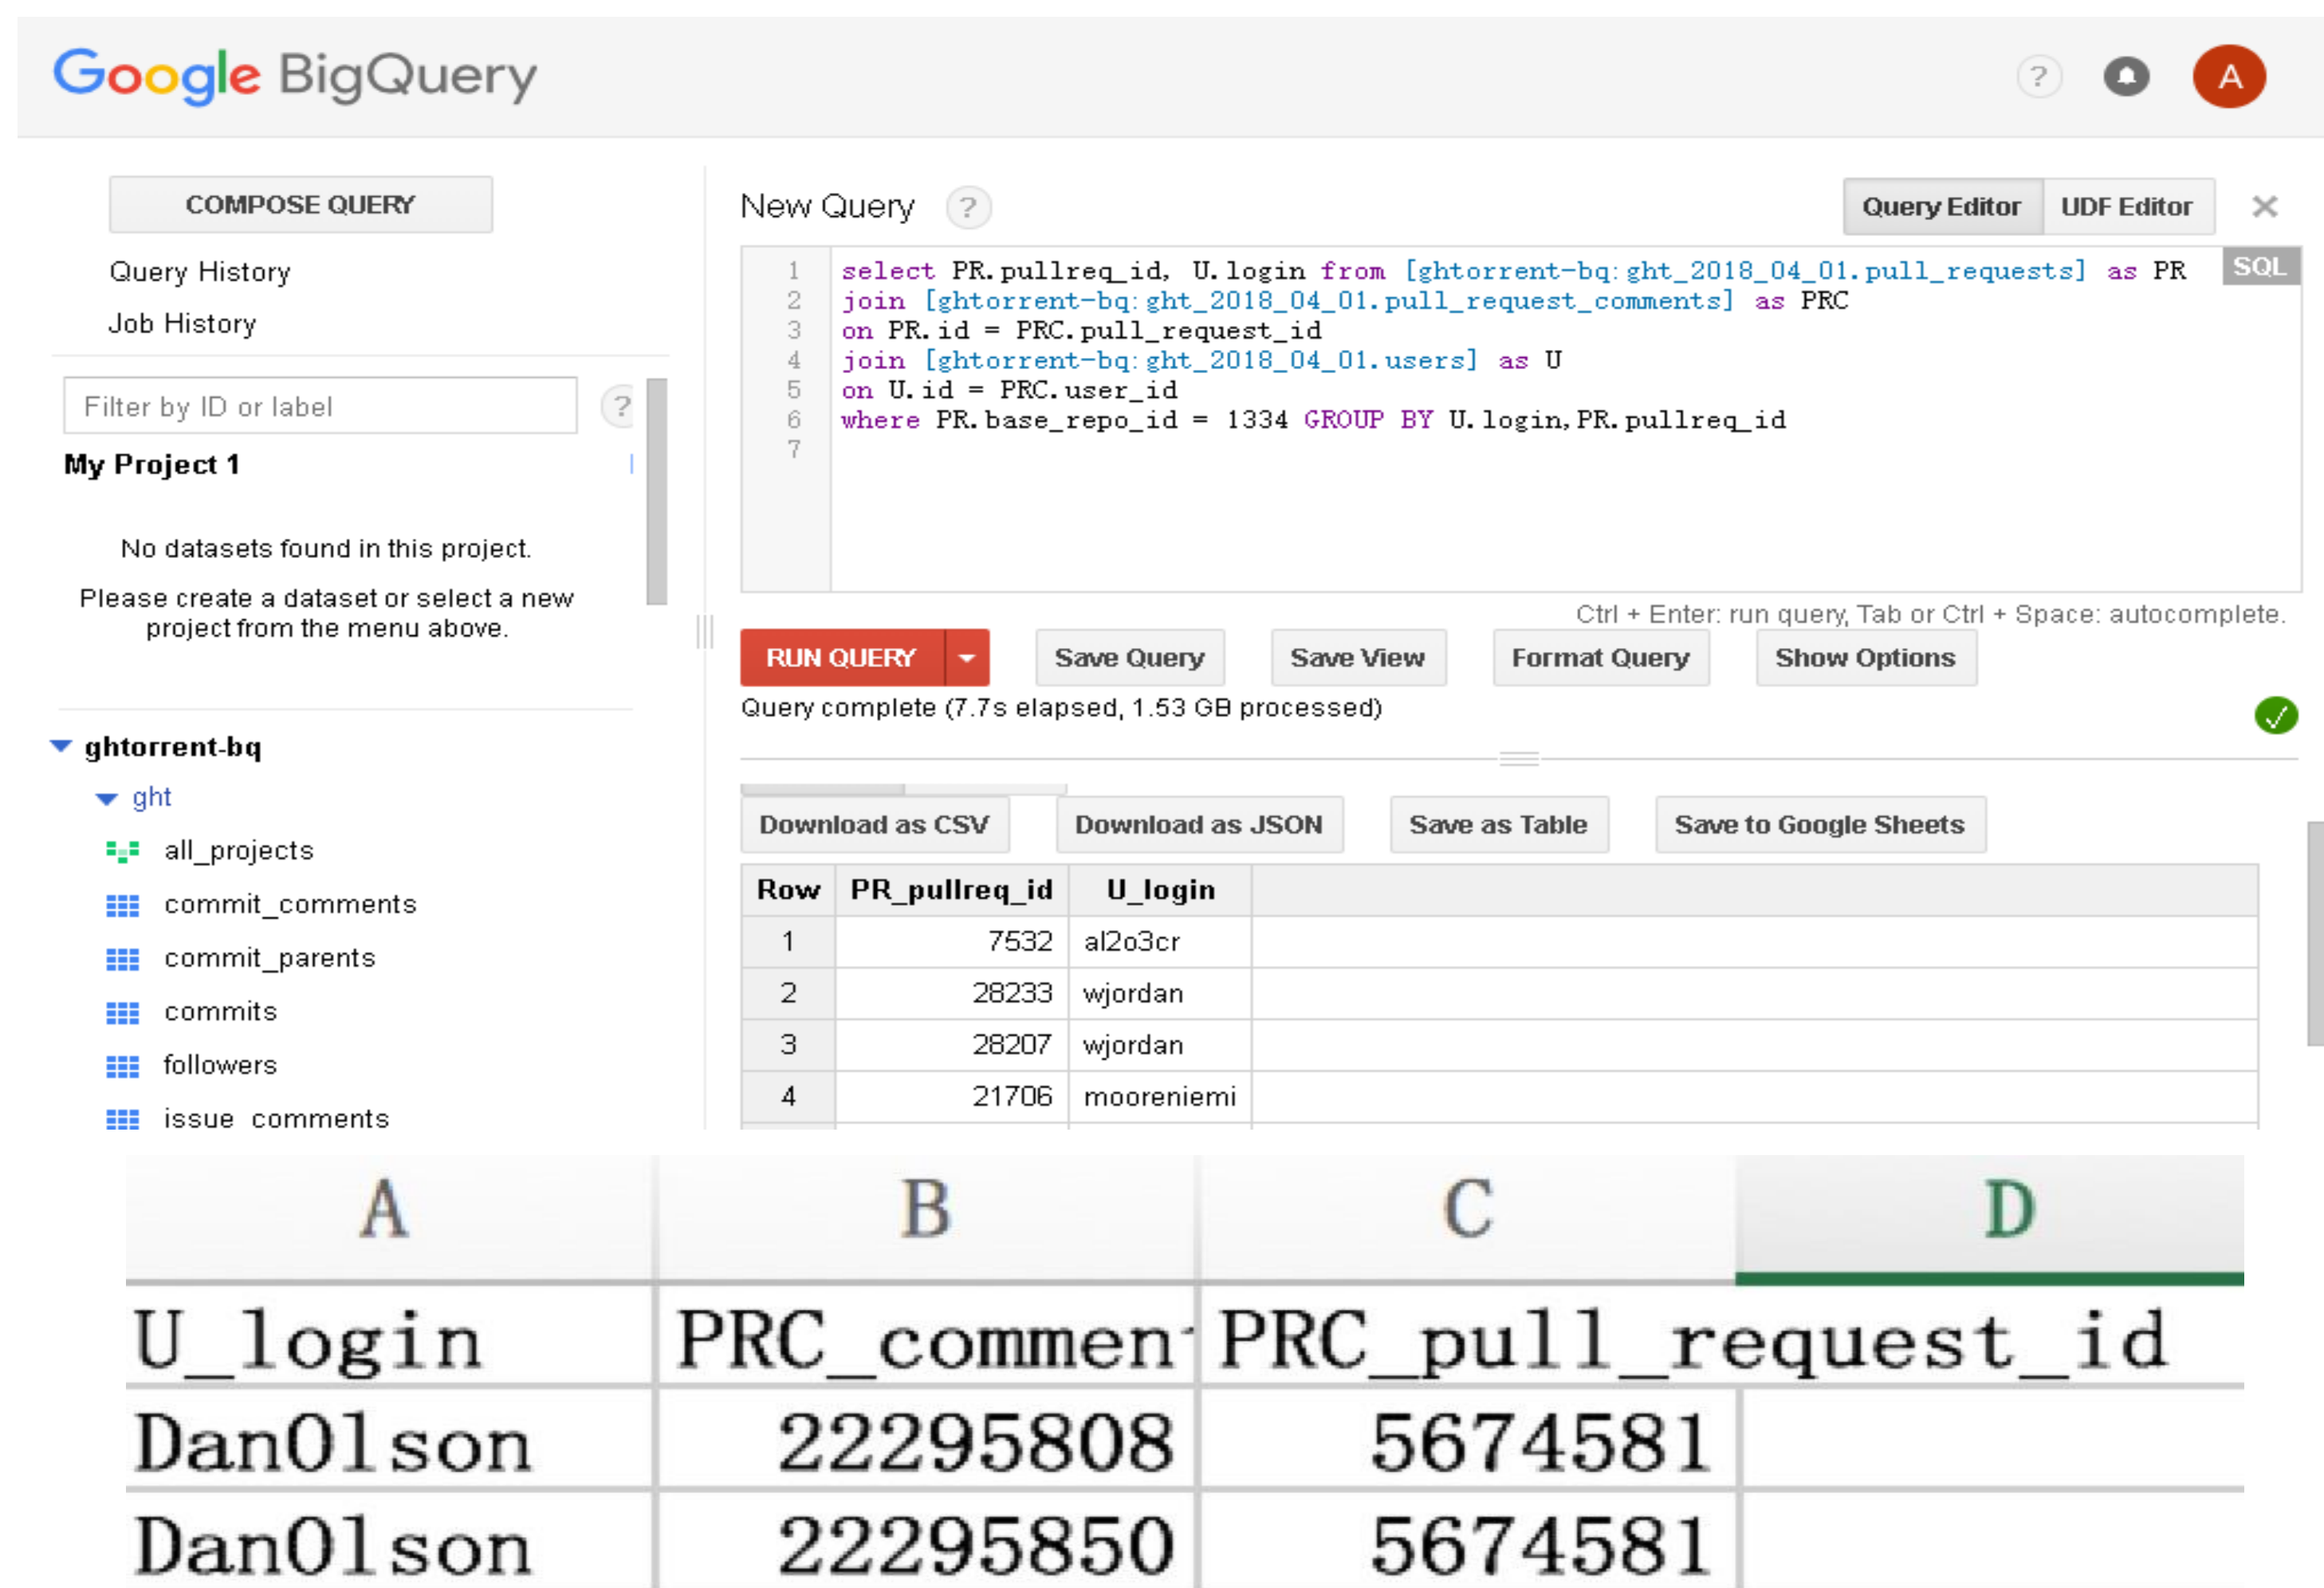 Google BigQuery
? A
COMPOSE QUERY
Query History
Job History
Filter by ID or label
?
My Project 1
No datasets found in this project.
Please create a dataset or select a new
project from the menu above.
ghtorrent-bq
ght
all_projects
commit_comments
commit_parents
commits
followers
issue_comments
New Query ?
Query Editor UDF Editor ×
1 select PR.pullreq_id, U.login from [ghtorrent-bq:ght_2018_04_01.pull_requests] as PR
SQL
2 join [ghtorrent-bq:ght_2018_04_01.pull_request_comments] as PRC
3 on PR.id = PRC.pull_request_id
4 join [ghtorrent-bq:ght_2018_04_01.users] as U
5 on U.id = PRC.user_id
6 where PR.base_repo_id = 1334 GROUP BY U.login,PR.pullreq_id
7
Ctrl + Enter: run query, Tab or Ctrl + Space: autocomplete.
RUN QUERY Save Query Save View Format Query Show Options
Query complete (7.7s elapsed, 1.53 GB processed)
Download as CSV Download as JSON Save as Table Save to Google Sheets
Row PR_pullreq_id U_login
1 7532 al2o3cr
2 28233 wjordan
3 28207 wjordan
4 21706 mooreniemi
A B C D
U_login PRC_commen PRC_pull_request_id
DanOlson 22295808 5674581
DanOlson 22295850 5674581